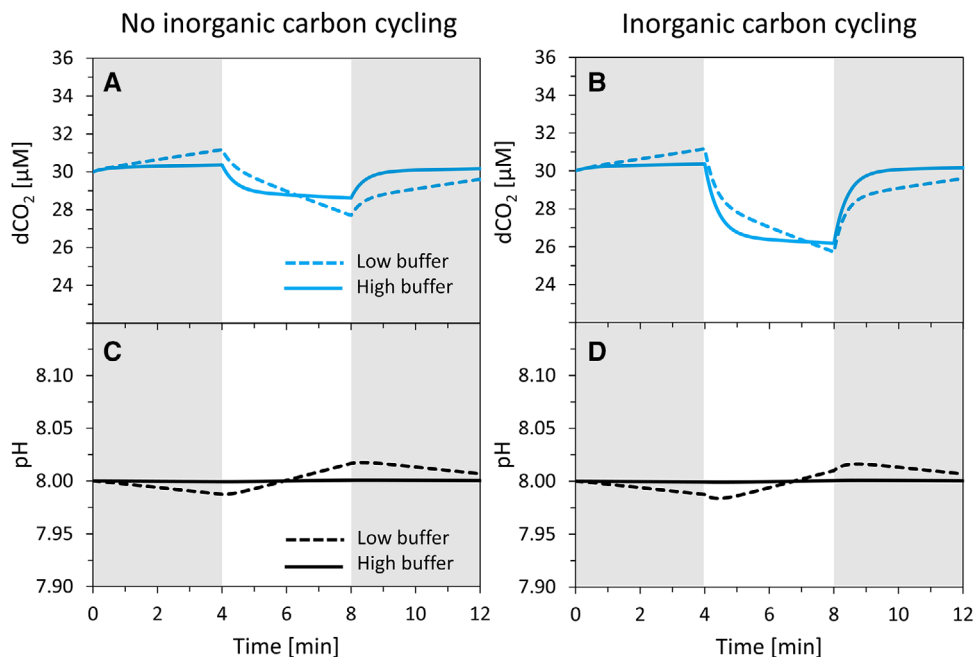 No inorganic carbon cycling
Inorganic carbon cycling
A
36
34
32
30
28
26
24
dCO₂ [µM]
Low buffer
High buffer
B
36
34
32
30
28
26
24
dCO₂ [µM]
C
8.10
8.05
8.00
7.95
7.90
pH
Low buffer
High buffer
0 2 4 6 8 10 12
Time [min]
D
8.10
8.05
8.00
7.95
7.90
pH
0 2 4 6 8 10 12
Time [min]